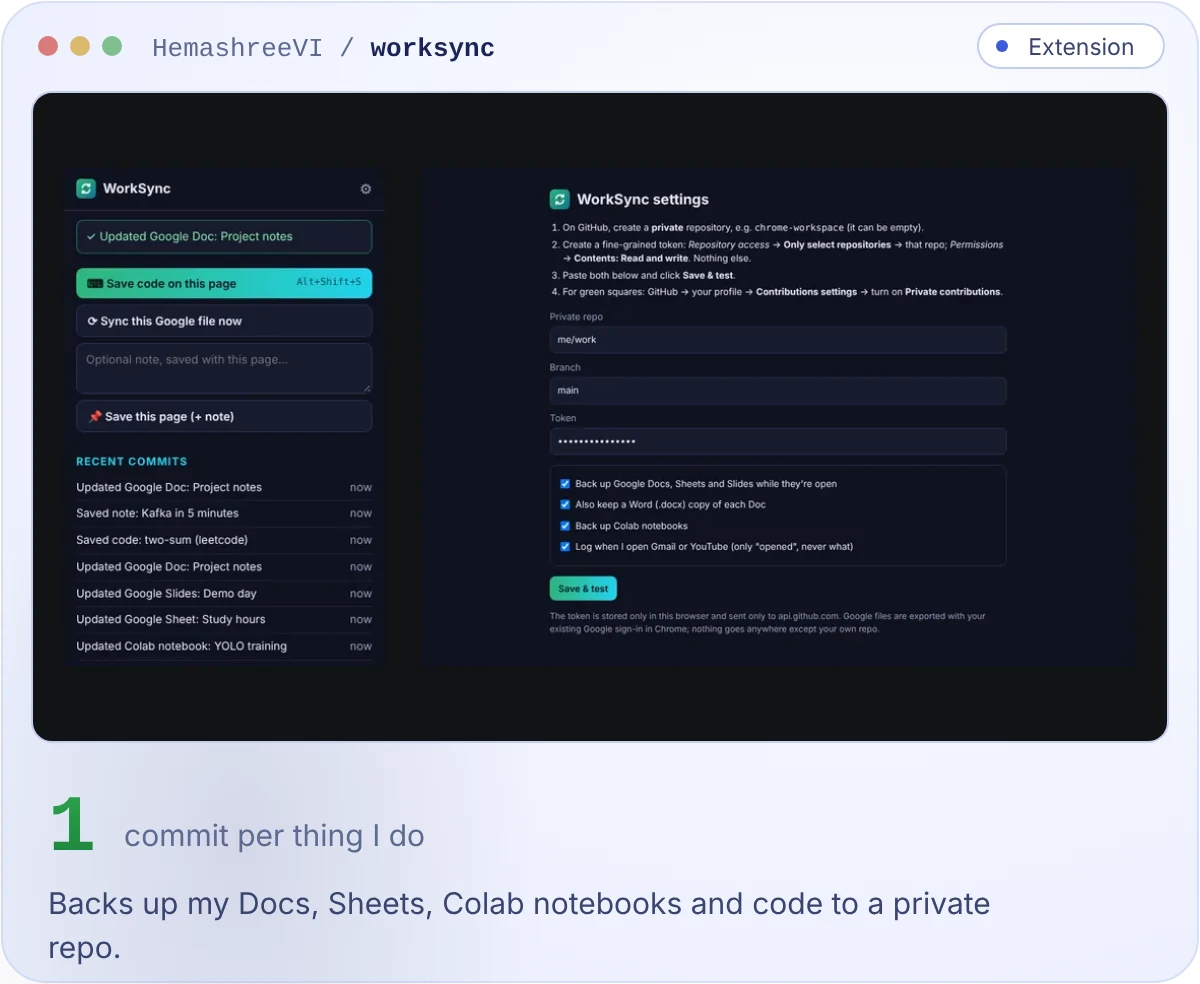 HemashreeVI / worksync
Extension
WorkSync
✓ Updated Google Doc: Project notes
Save code on this page Alt+Shift+S
Sync this Google file now
Optional note, saved with this page...
Save this page (+ note)
RECENT COMMITS
Updated Google Doc: Project notes now
Saved note: Kafka in 5 minutes now
Saved code: two-sum (leetcode) now
Updated Google Doc: Project notes now
Updated Google Slides: Demo day now
Updated Google Sheet: Study hours now
Updated Colab notebook: YOLO training now
WorkSync settings
1. On GitHub, create a private repository, e.g. chrome-workspace (it can be empty).
2. Create a fine-grained token: Repository access → Only select repositories → that repo; Permissions
→ Contents: Read and write. Nothing else.
3. Paste both below and click Save & test.
4. For green squares: GitHub → your profile → Contributions settings → turn on Private contributions.
Private repo
me/work
Branch
main
Token
•••••••••••••••
Back up Google Docs, Sheets and Slides while they're open
Also keep a Word (.docx) copy of each Doc
Back up Colab notebooks
Log when I open Gmail or YouTube (only "opened", never what)
Save & test
The token is stored only in this browser and sent only to api.github.com. Google files are exported with your
existing Google sign-in in Chrome; nothing goes anywhere except your own repo.
1 commit per thing I do
Backs up my Docs, Sheets, Colab notebooks and code to a private
repo.